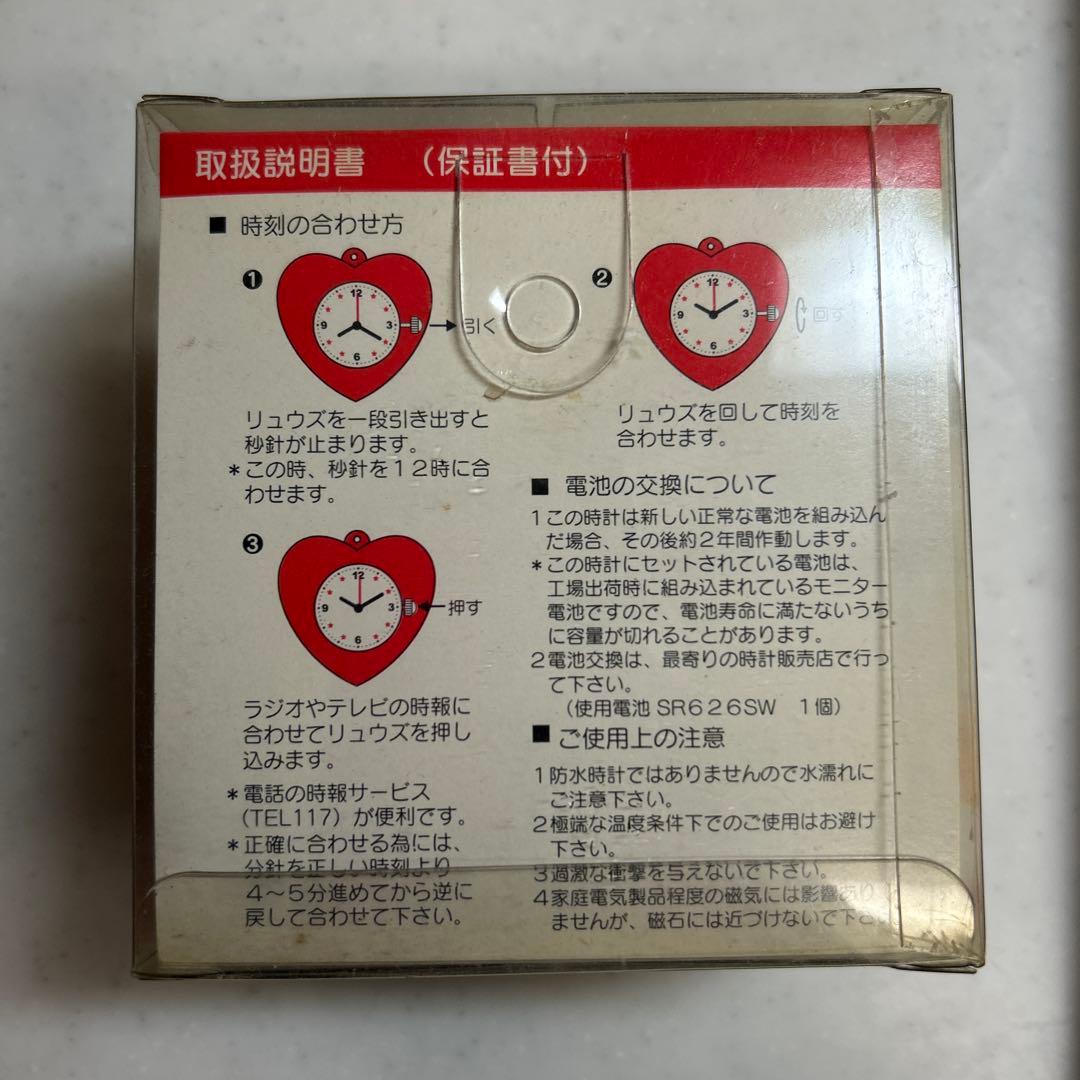 取扱説明書 （保証書付）
■ 時刻の合わせ方
❶
引く
リュウズを一段引き出すと
秒針が止まります。
＊この時、秒針を１２時に合
わせます。
❷
回す
リュウズを回して時刻を
合わせます。
❸
押す
ラジオやテレビの時報に
合わせてリュウズを押し
込みます。
＊電話の時報サービス
(TEL117）が便利です。
＊正確に合わせる為には、
分針を正しい時刻より
４～５分進めてから逆に
戻して合わせて下さい。
■ 電池の交換について
１この時計は新しい正常な電池を組み込ん
だ場合、その後約２年間作動します。
＊この時計にセットされている電池は、
工場出荷時に組み込まれているモニター
電池ですので、電池寿命に満たないうち
に容量が切れることがあります。
２電池交換は、最寄りの時計販売店で行っ
て下さい。
（使用電池 SR626SW １個）
■ ご使用上の注意
１防水時計ではありませんので水濡れに
ご注意下さい。
２極端な温度条件下でのご使用はお避け
下さい。
３過激な衝撃を与えないで下さい。
４家庭電気製品程度の磁気には影響あり
ませんが、磁石には近づけないで下さ